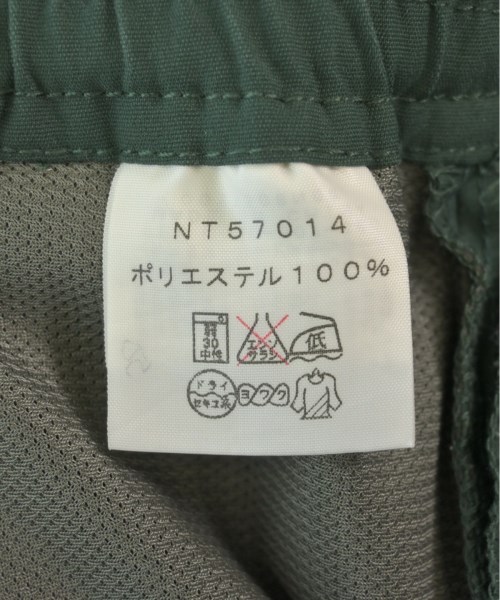 NT57014
ポリエステル100%
弱
30
中性
エンソ
サラシ
低
ドライ
セキユ系
ヨワク